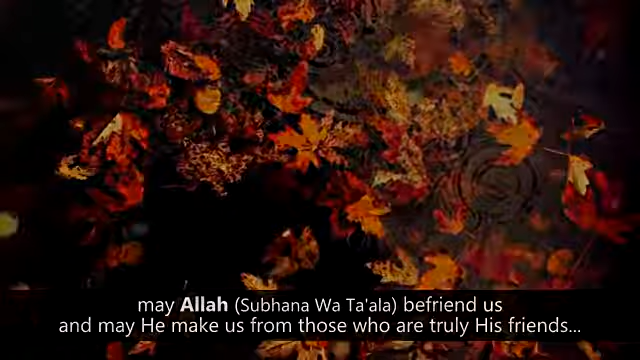 may Allah (Subhana Wa Ta'ala) befriend us
and may He make us from those who are truly His friends...